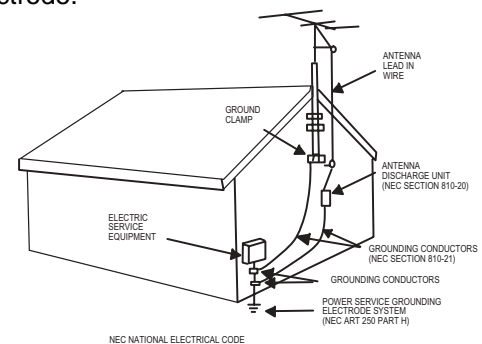 ANTENNA
LEAD IN
WIRE
GROUND
CLAMP
ANTENNA
DISCHARGE UNIT
(NEC SECTION 810-20)
ELECTRIC
SERVICE
EQUIPMENT
GROUNDING CONDUCTORS
(NEC SECTION 810-21)
GROUNDING CONDUCTORS
POWER SERVICE GROUNDING
ELECTRODE SYSTEM
(NEC ART 250 PART H)
NEC NATIONAL ELECTRICAL CODE